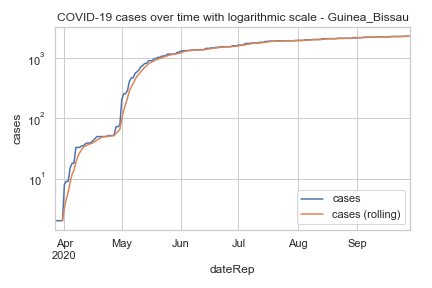 COVID-19 cases over time with logarithmic scale - Guinea_Bissau
10³
10²
10¹
cases
Apr
2020
May
Jun
Jul
Aug
Sep
dateRep
cases
cases (rolling)